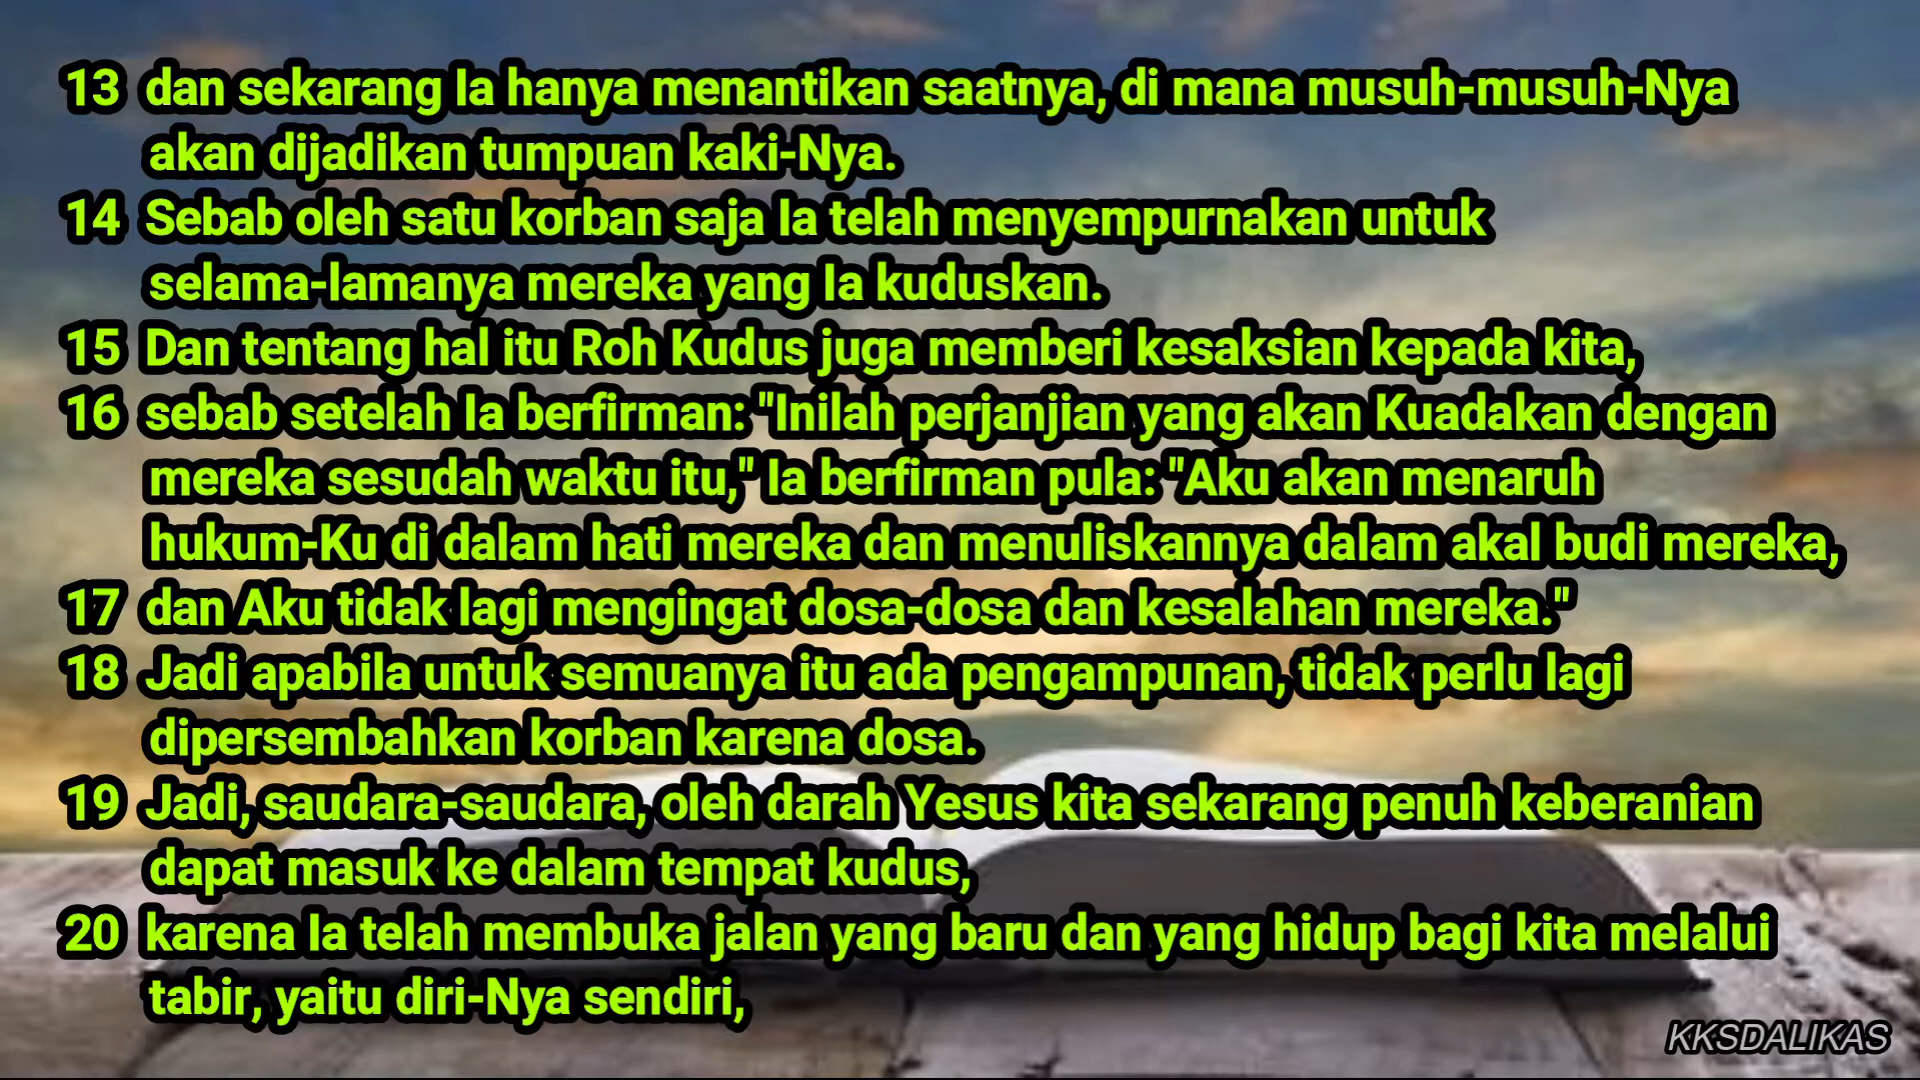 13 dan sekarang Ia hanya menantikan saatnya, di mana musuh-musuh-Nya
akan dijadikan tumpuan kaki-Nya.
14 Sebab oleh satu korban saja Ia telah menyempurnakan untuk
selama-lamanya mereka yang Ia kuduskan.
15 Dan tentang hal itu Roh Kudus juga memberi kesaksian kepada kita,
16 sebab setelah Ia berfirman: "Inilah perjanjian yang akan Kuadakan dengan
mereka sesudah waktu itu," Ia berfirman pula: "Aku akan menaruh
hukum-Ku di dalam hati mereka dan menuliskannya dalam akal budi mereka,
17 dan Aku tidak lagi mengingat dosa-dosa dan kesalahan mereka."
18 Jadi apabila untuk semuanya itu ada pengampunan, tidak perlu lagi
dipersembahkan korban karena dosa.
19 Jadi, saudara-saudara, oleh darah Yesus kita sekarang penuh keberanian
dapat masuk ke dalam tempat kudus,
20 karena Ia telah membuka jalan yang baru dan yang hidup bagi kita melalui
tabir, yaitu diri-Nya sendiri,
KKSDALIKAS